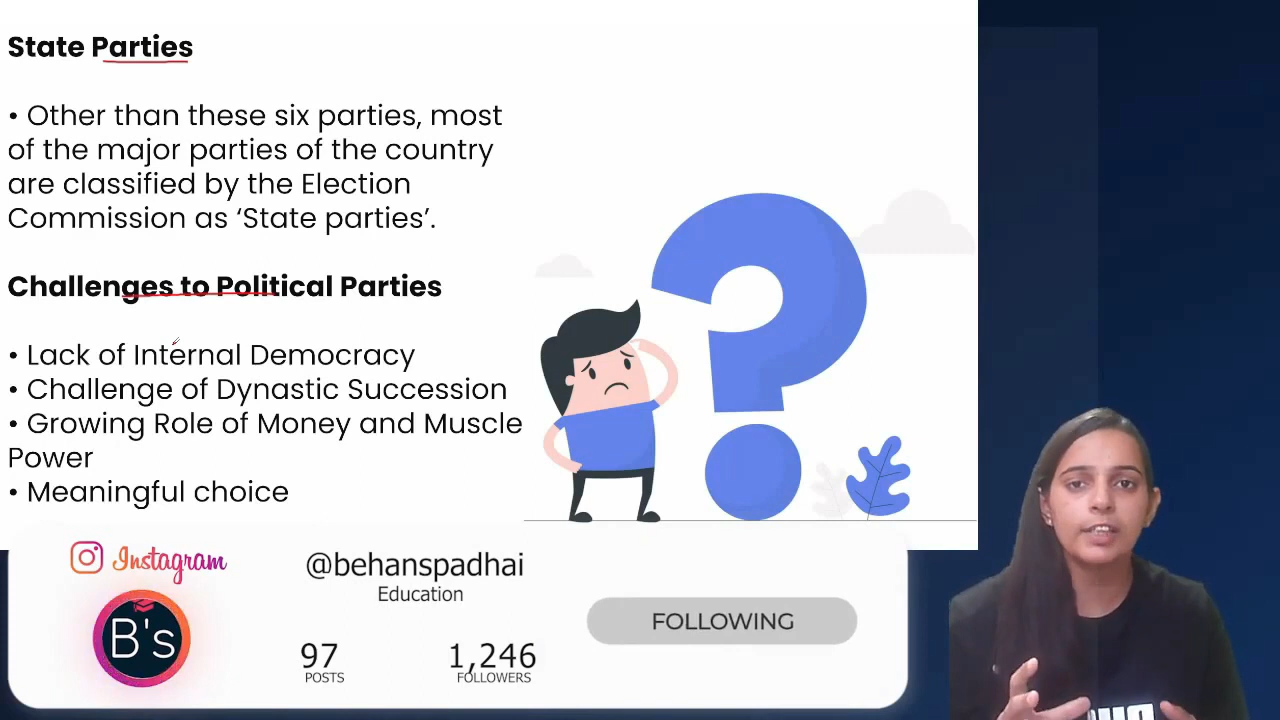 State Parties
• Other than these six parties, most
of the major parties of the country
are classified by the Election
Commission as ‘State parties’.
Challenges to Political Parties
• Lack of Internal Democracy
• Challenge of Dynastic Succession
• Growing Role of Money and Muscle
Power
• Meaningful choice
Instagram
@behanspadhai
Education
B's
97
POSTS
1,246
FOLLOWERS
FOLLOWING